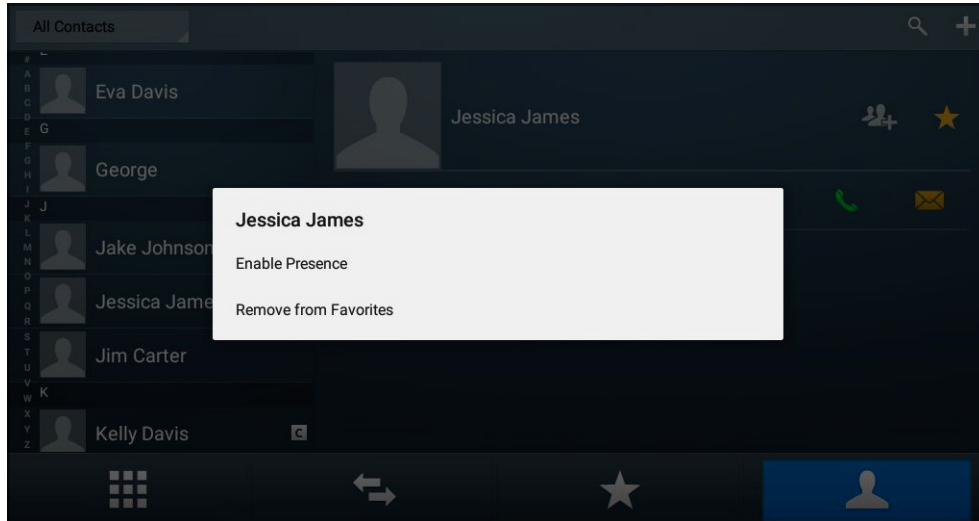 All Contacts
#
A
B
C
D
E
F
G
H
I
J
K
L
M
N
O
P
Q
R
S
T
U
V
W
X
Y
Z
Eva Davis
G
George
J
Jake Johnson
Jessica Jame
Jim Carter
K
Kelly Davis
C
Jessica James
Jessica James
Enable Presence
Remove from Favorites